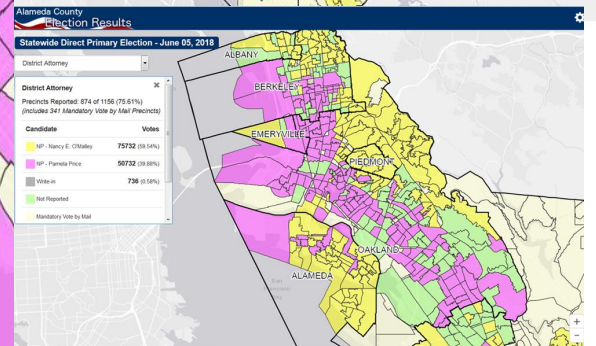 Alameda County
Election Results
Statewide Direct Primary Election - June 05, 2018
District Attorney
District Attorney
Precincts Reported: 874 of 1156 (75.61%)
(includes 341 Mandatory Vote by Mail Precincts)
Candidate Votes
NP - Nancy E. O'Malley 75732 (59.54%)
NP - Pamela Price 50732 (39.88%)
Write-in 736 (0.58%)
Not Reported
Mandatory Vote by Mail
ALBANY
BERKELEY
EMERYVILLE
PIEDMONT
OAKLAND
ALAMEDA
+
-